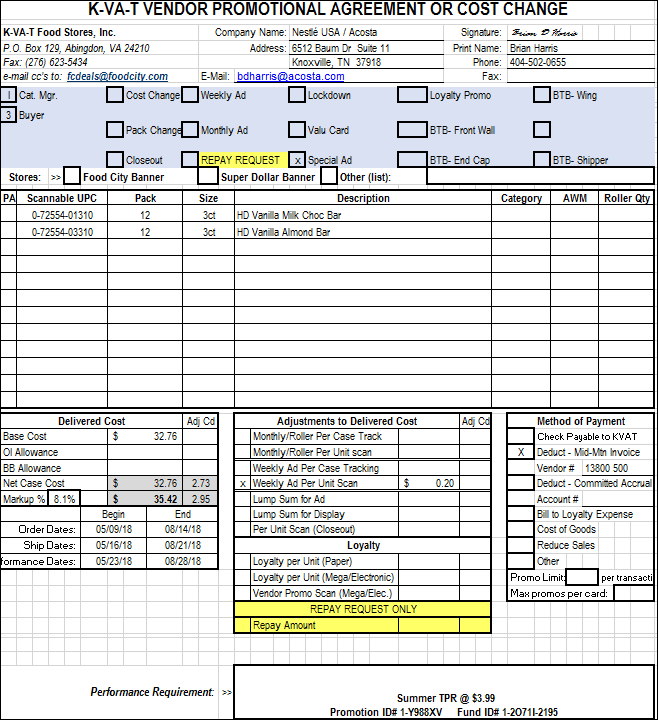 K-VA-T VENDOR PROMOTIONAL AGREEMENT OR COST CHANGE
K-VA-T Food Stores, Inc. Company Name: Nestlé USA / Acosta Signature: Brian D Harris
P.O. Box 129, Abingdon, VA 24210 Address: 6512 Baum Dr Suite 11 Print Name: Brian Harris
Fax: (276) 623-5434 Knoxville, TN 37918 Phone: 404-502-0655
e-mail cc's to: fcdeals@foodcity.com E-Mail: bdharris@acosta.com Fax:
I Cat. Mgr. Cost Change Weekly Ad Lockdown Loyalty Promo BTB- Wing
3 Buyer
Pack Change Monthly Ad Valu Card BTB- Front Wall
Closeout REPAY REQUEST x Special Ad BTB- End Cap BTB- Shipper
Stores: >> Food City Banner Super Dollar Banner Other (list):
PA Scannable UPC Pack Size Description Category AWM Roller Qty
0-72554-01310 12 3ct HD Vanilla Milk Choc Bar
0-72554-03310 12 3ct HD Vanilla Almond Bar
Delivered Cost Adj Cd Adjustments to Delivered Cost Adj Cd Method of Payment
Base Cost $ 32.76 Monthly/Roller Per Case Track Check Payable to KVAT
OI Allowance Monthly/Roller Per Unit scan X Deduct - Mid-Mtn Invoice
BB Allowance Weekly Ad Per Case Tracking Vendor # 13800 500
Net Case Cost $ 32.76 2.73 x Weekly Ad Per Unit Scan $ 0.20 Deduct - Committed Accrual
Markup % 8.1% $ 35.42 2.95 Lump Sum for Ad Account #
Begin End Lump Sum for Display Bill to Loyalty Expense
Order Dates: 05/09/18 08/14/18 Per Unit Scan (Closeout) Cost of Goods
Ship Dates: 05/16/18 08/21/18 Loyalty Reduce Sales
formance Dates: 05/23/18 08/28/18 Loyalty per Unit (Paper) Other
Loyalty per Unit (Mega/Electronic) Promo Limit: per transacti
Vendor Promo Scan (Mega/Elec.) Max promos per card:
REPAY REQUEST ONLY
Repay Amount
Performance Requirement: >> Summer TPR @ $3.99
Promotion ID# 1-Y988XV Fund ID# 1-2O71I-2195